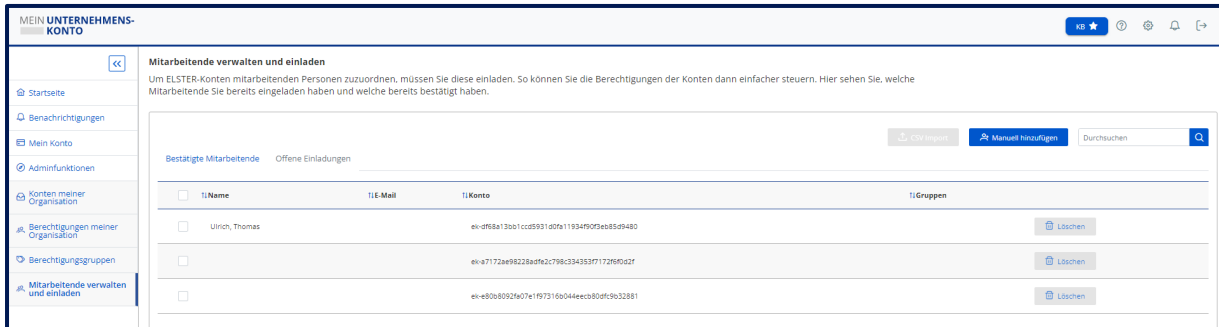 MEIN UNTERNEHMENS-
KONTO
KB
Mitarbeitende verwalten und einladen
Um ELSTER-Konten mitarbeitenden Personen zuzuordnen, müssen Sie diese einladen. So können Sie die Berechtigungen der Konten dann einfacher steuern. Hier sehen Sie, welche
Mitarbeitende Sie bereits eingeladen haben und welche bereits bestätigt haben.
Startseite
Benachrichtigungen
Mein Konto
Adminfunktionen
Konten meiner
Organisation
Berechtigungen meiner
Organisation
Berechtigungsgruppen
Mitarbeitende verwalten
und einladen
CSV Import
Manuell hinzufügen
Durchsuchen
Bestätigte Mitarbeitende
Offene Einladungen
Name E-Mail Konto Gruppen
Ulrich, Thomas ek-df68a13bb1ccd5931d0fa11934f90f3eb85d9480 Löschen
ek-a7172ae98228adfe2c798c334353f7172f6f0d2f Löschen
ek-e80b8092fa07e1f97316b044eecb80dfc9b32881 Löschen